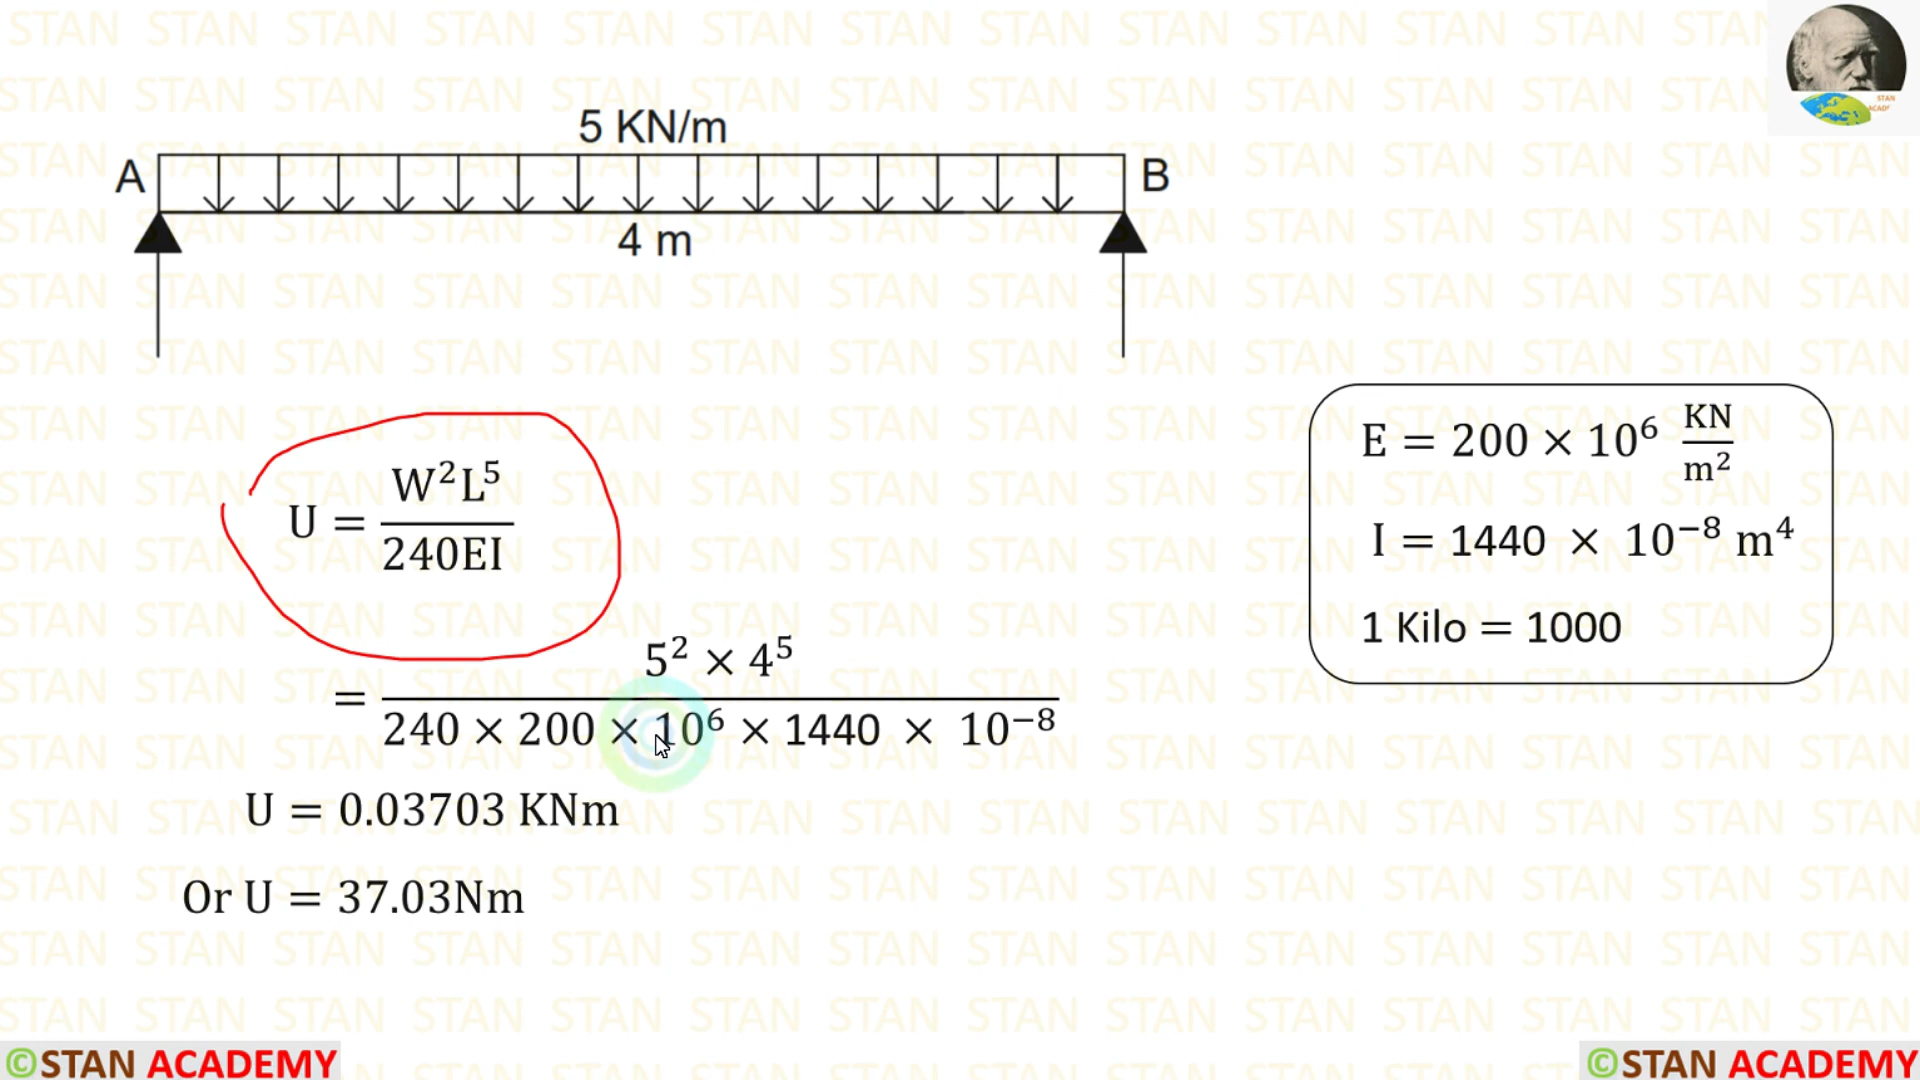 5 KN/m
A
B
4 m
U = W²L⁵ / 240EI
= 5² × 4⁵ / 240 × 200 × 10⁶ × 1440 × 10⁻⁸
U = 0.03703 KNm
Or U = 37.03Nm
E = 200 × 10⁶ KN / m²
I = 1440 × 10⁻⁸ m⁴
1 Kilo = 1000
©STAN ACADEMY
©STAN ACADEMY